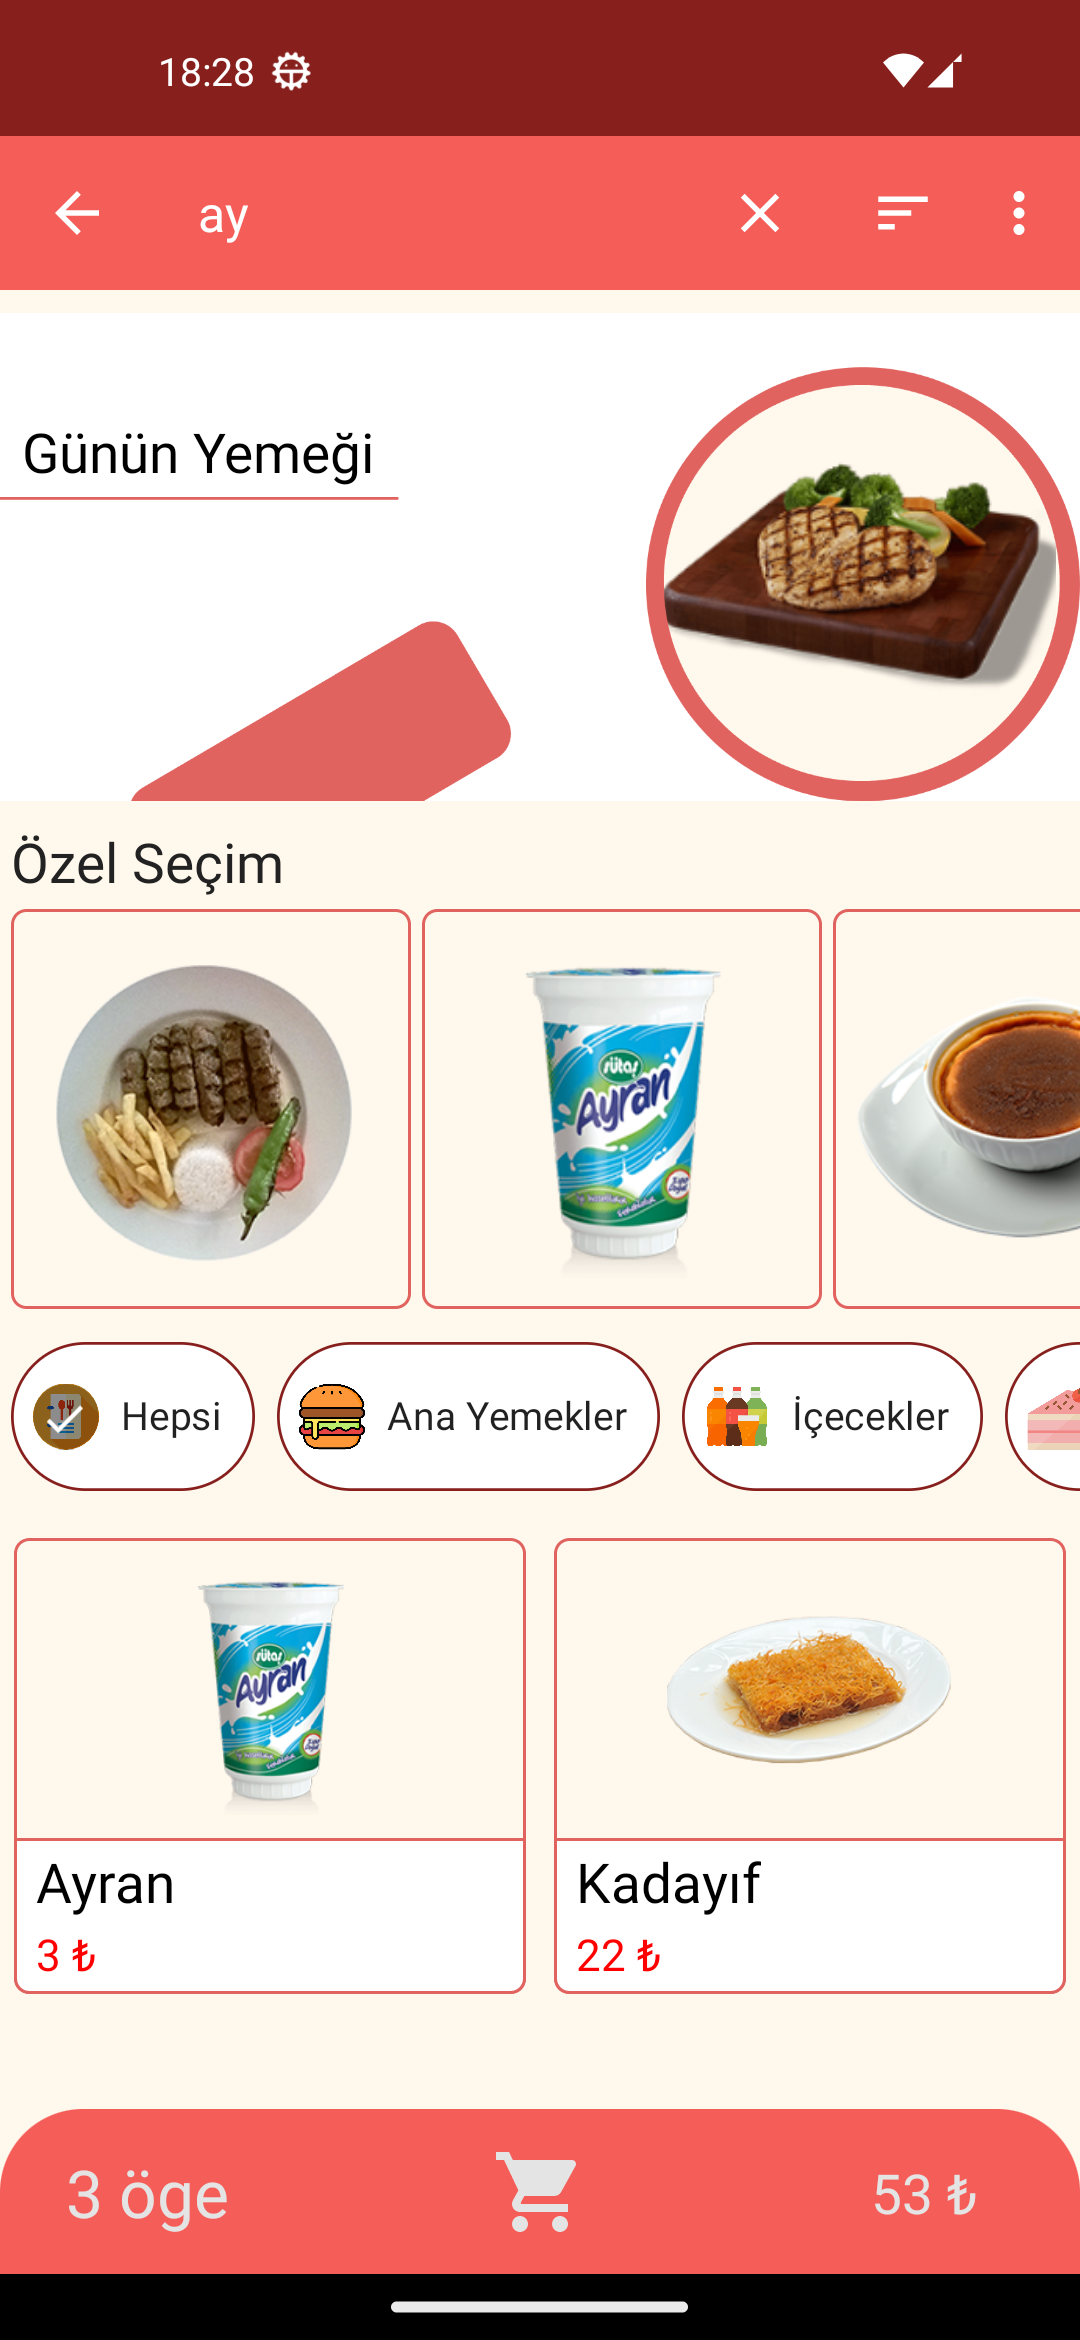 18:28
ay
Günün Yemeği
Özel Seçim
sütaş
Ayran
Hepsi
Ana Yemekler
İçecekler
sütaş
Ayran
Ayran
3 ₺
Kadayıf
22 ₺
3 öge
53 ₺